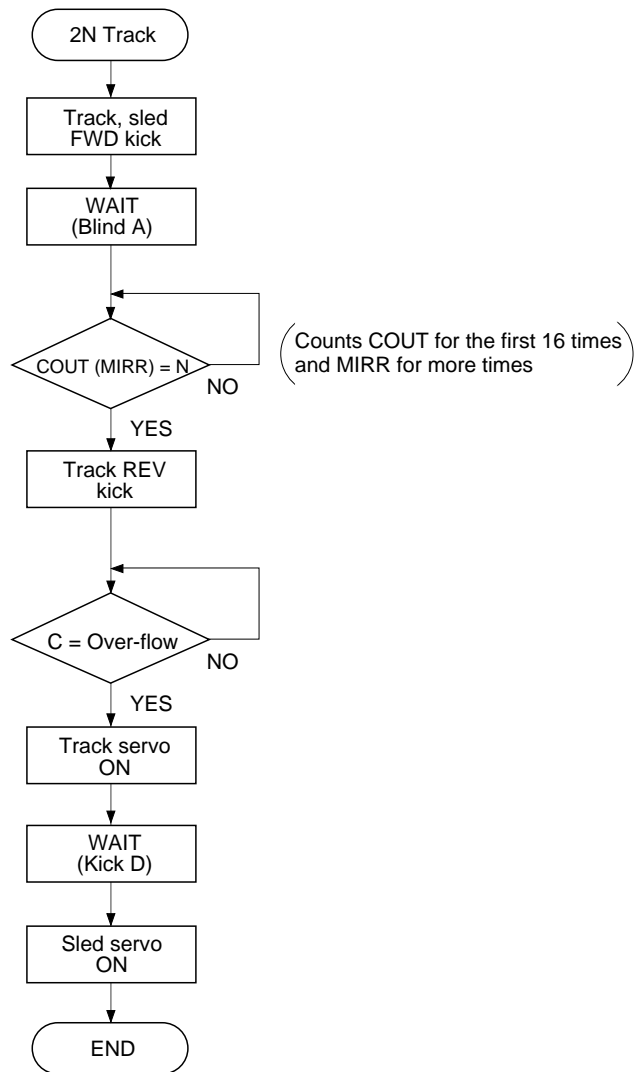 2N Track
Track, sled
FWD kick
WAIT
(Blind A)
COUT (MIRR) = N
NO
(Counts COUT for the first 16 times
and MIRR for more times)
YES
Track REV
kick
C = Over-flow
NO
YES
Track servo
ON
WAIT
(Kick D)
Sled servo
ON
END